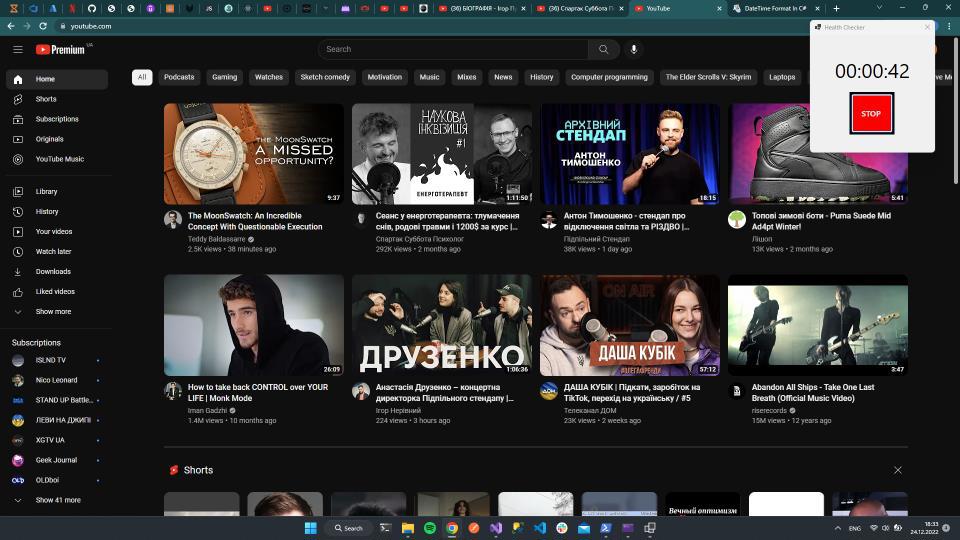 (36) БІОГРАФІЯ - Ігор П
(36) Спартак Суббота П
YouTube
DateTime Format In C#
youtube.com
Health Checker
00:00:42
STOP
Premium UA
Search
Home
Shorts
Subscriptions
Originals
YouTube Music
Library
History
Your videos
Watch later
Downloads
Liked videos
Show more
Subscriptions
ISLND TV
Nico Leonard
STAND UP Battle...
ЛЕВИ НА ДЖИПІ
XGTV UA
Geek Journal
OLDboi
Show 41 more
All
Podcasts
Gaming
Watches
Sketch comedy
Motivation
Music
Mixes
News
History
Computer programming
The Elder Scrolls V: Skyrim
Laptops
THE MOONSWATCH
A MISSED
OPPORTUNITY?
9:37
The MoonSwatch: An Incredible
Concept With Questionable Execution
Teddy Baldassarre
2.5K views • 38 minutes ago
НАУКОВА
ІНКВІЗИЦІЯ
#1
ЕНЕРГОТЕРАПЕВТ
1:11:50
Сеанс у енерготерапевта: тлумачення
снів, родові травми і 1200$ за курс |...
Спартак Суббота Психолог
292K views • 2 months ago
АРХІВНИЙ
СТЕНДАП
АНТОН
ТИМОШЕНКО
18:15
Антон Тимошенко - стендап про
відключення світла та РІЗДВО |...
Підпільний Стендап
38K views • 1 day ago
5:41
Топові зимові боти - Puma Suede Mid
Ad4pt Winter!
Лішоп
13K views • 2 months ago
26:09
How to take back CONTROL over YOUR
LIFE | Monk Mode
Iman Gadzhi
1.4M views • 10 months ago
ДРУЗЕНКО
1:06:36
Анастасія Друзенко – концертна
директорка Підпільного стендапу |...
Ігор Нерівний
224 views • 3 hours ago
ON AIR
ДАША КУБІК
#ЛЕГАФРЕНДИ
57:12
ДАША КУБІК | Підкати, заробіток на
TikTok, перехід на українську / #5
Телеканал ДОМ
23K views • 2 weeks ago
3:47
Abandon All Ships - Take One Last
Breath (Official Music Video)
riserecords
15M views • 12 years ago
Shorts
Вечный оптимизм
Search
ENG
18:33
24.12.2022